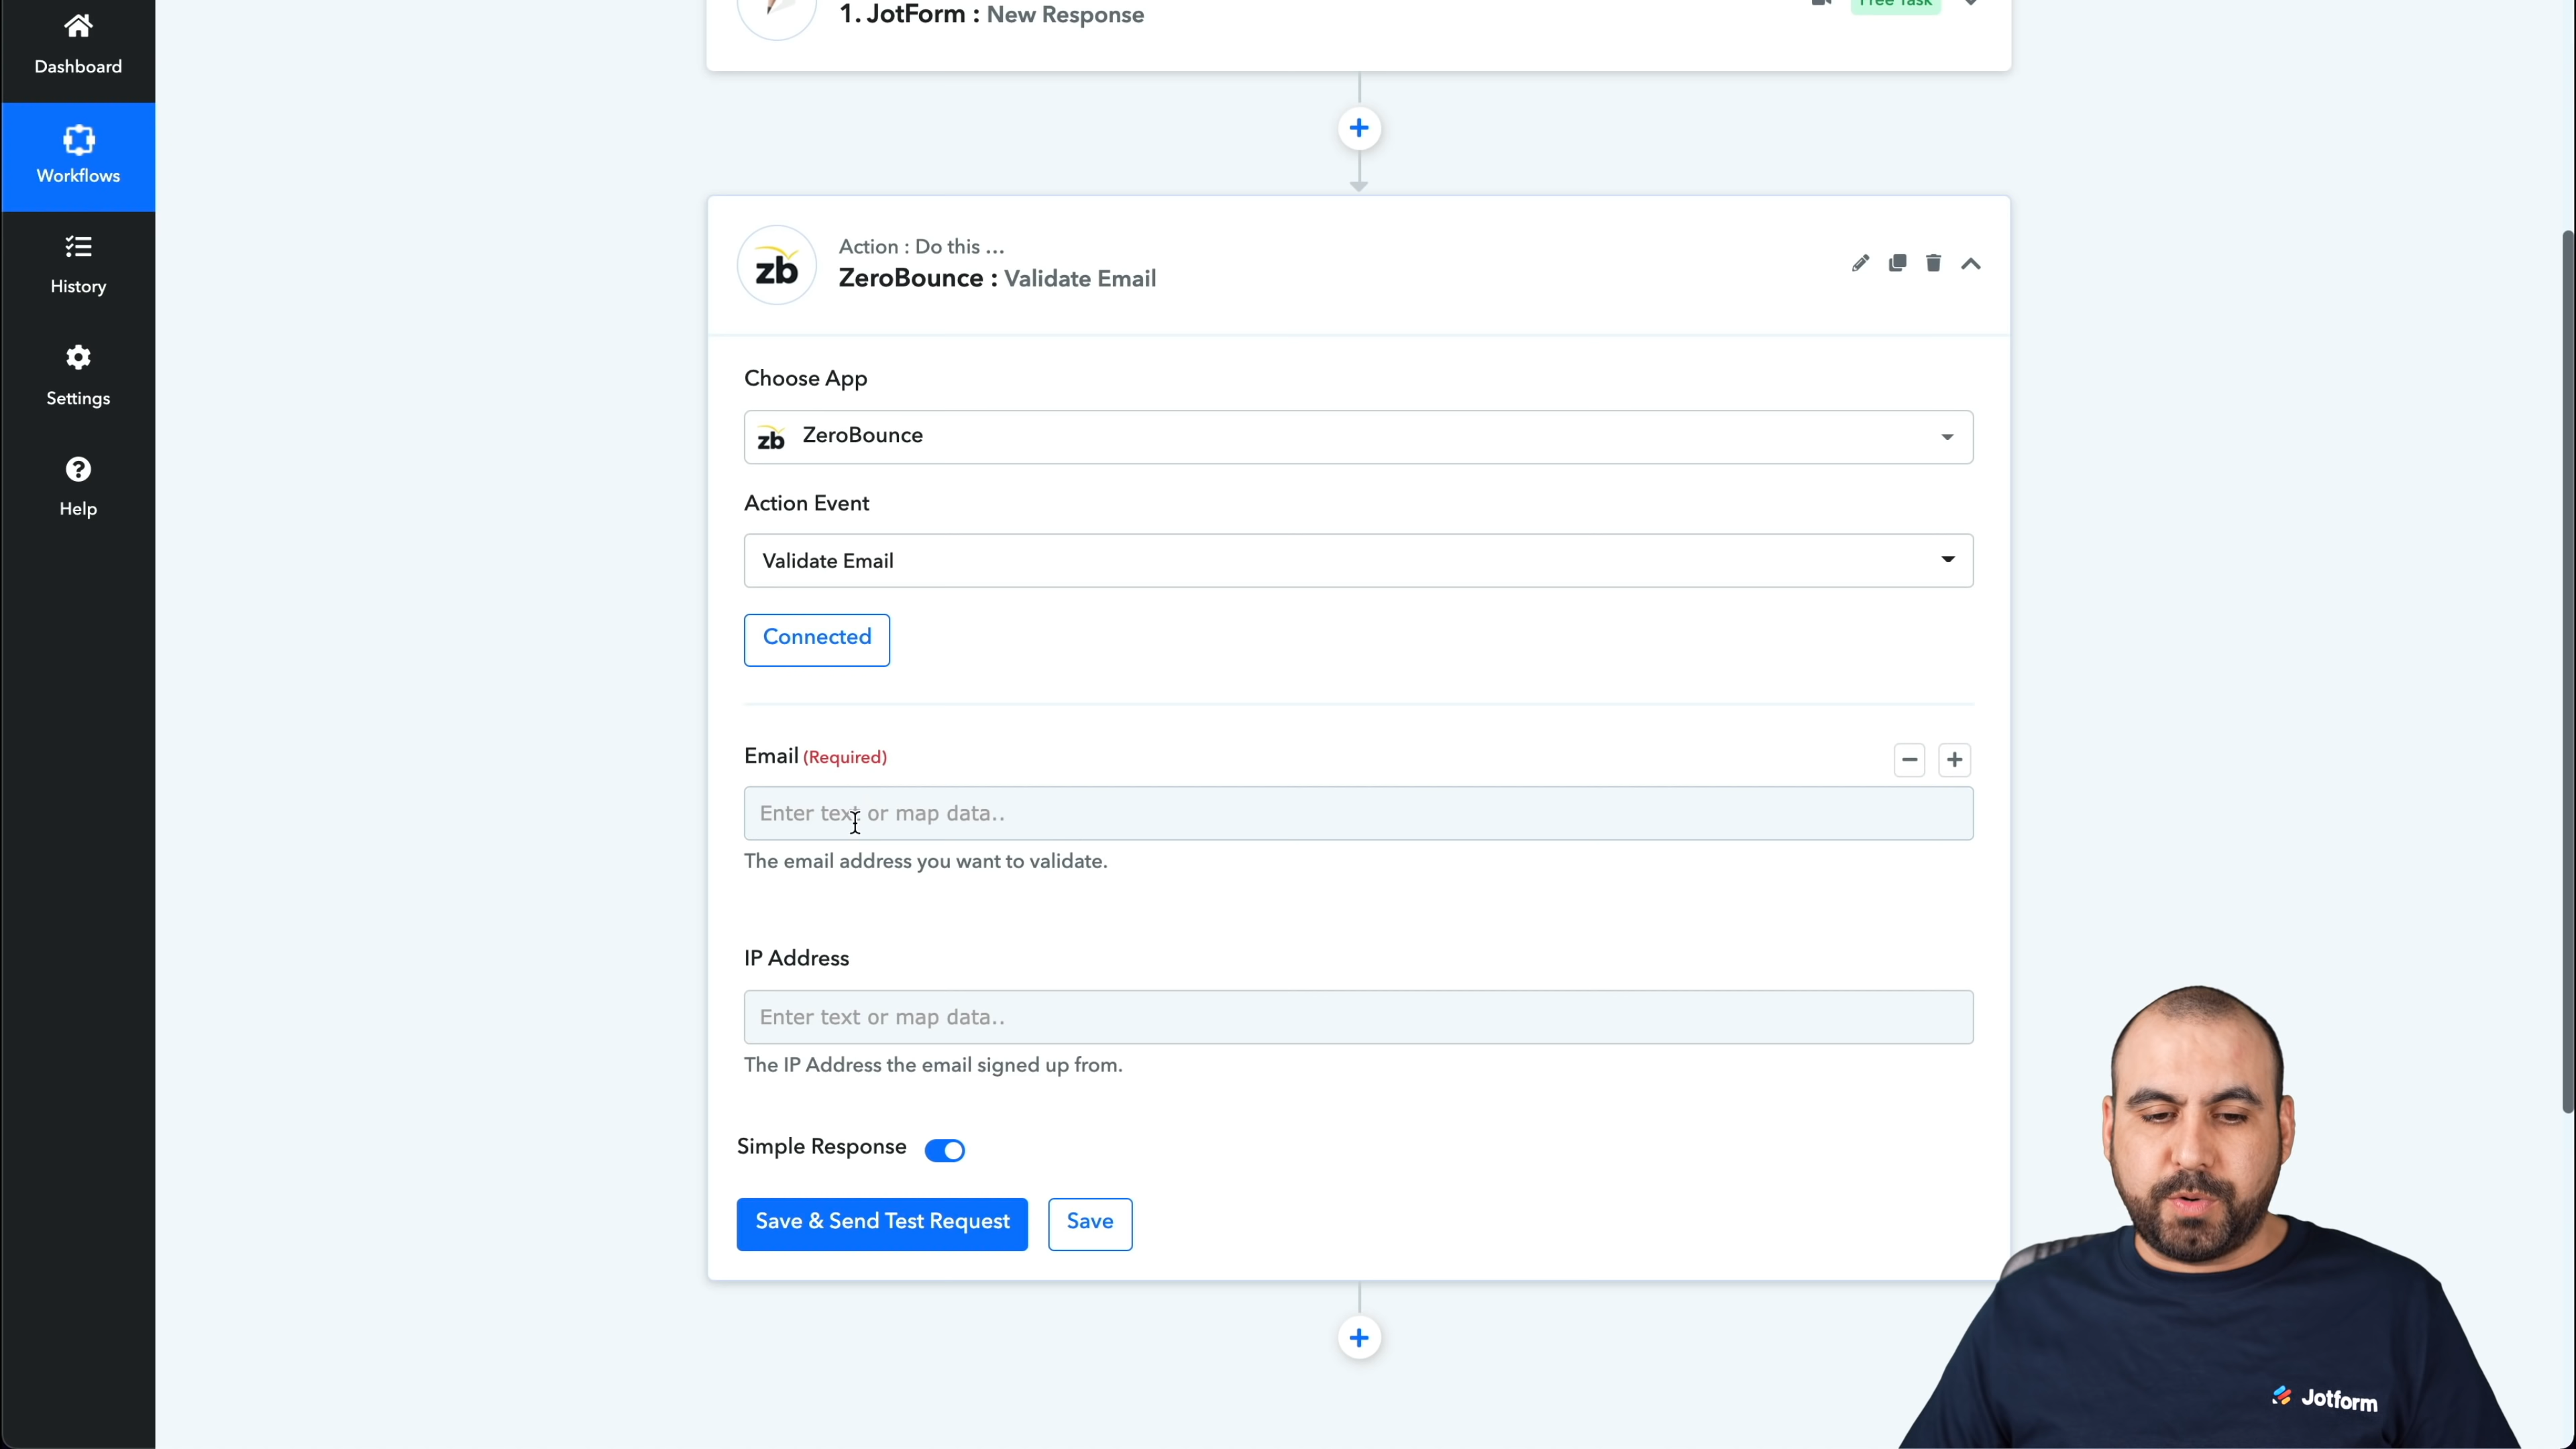 1. JotForm : New Response
Free Task
Dashboard
Workflows
History
Settings
Help
zb
Action : Do this ...
ZeroBounce : Validate Email
Choose App
zb ZeroBounce
Action Event
Validate Email
Connected
Email (Required)
Enter text or map data..
The email address you want to validate.
IP Address
Enter text or map data..
The IP Address the email signed up from.
Simple Response
Save & Send Test Request
Save
Jotform